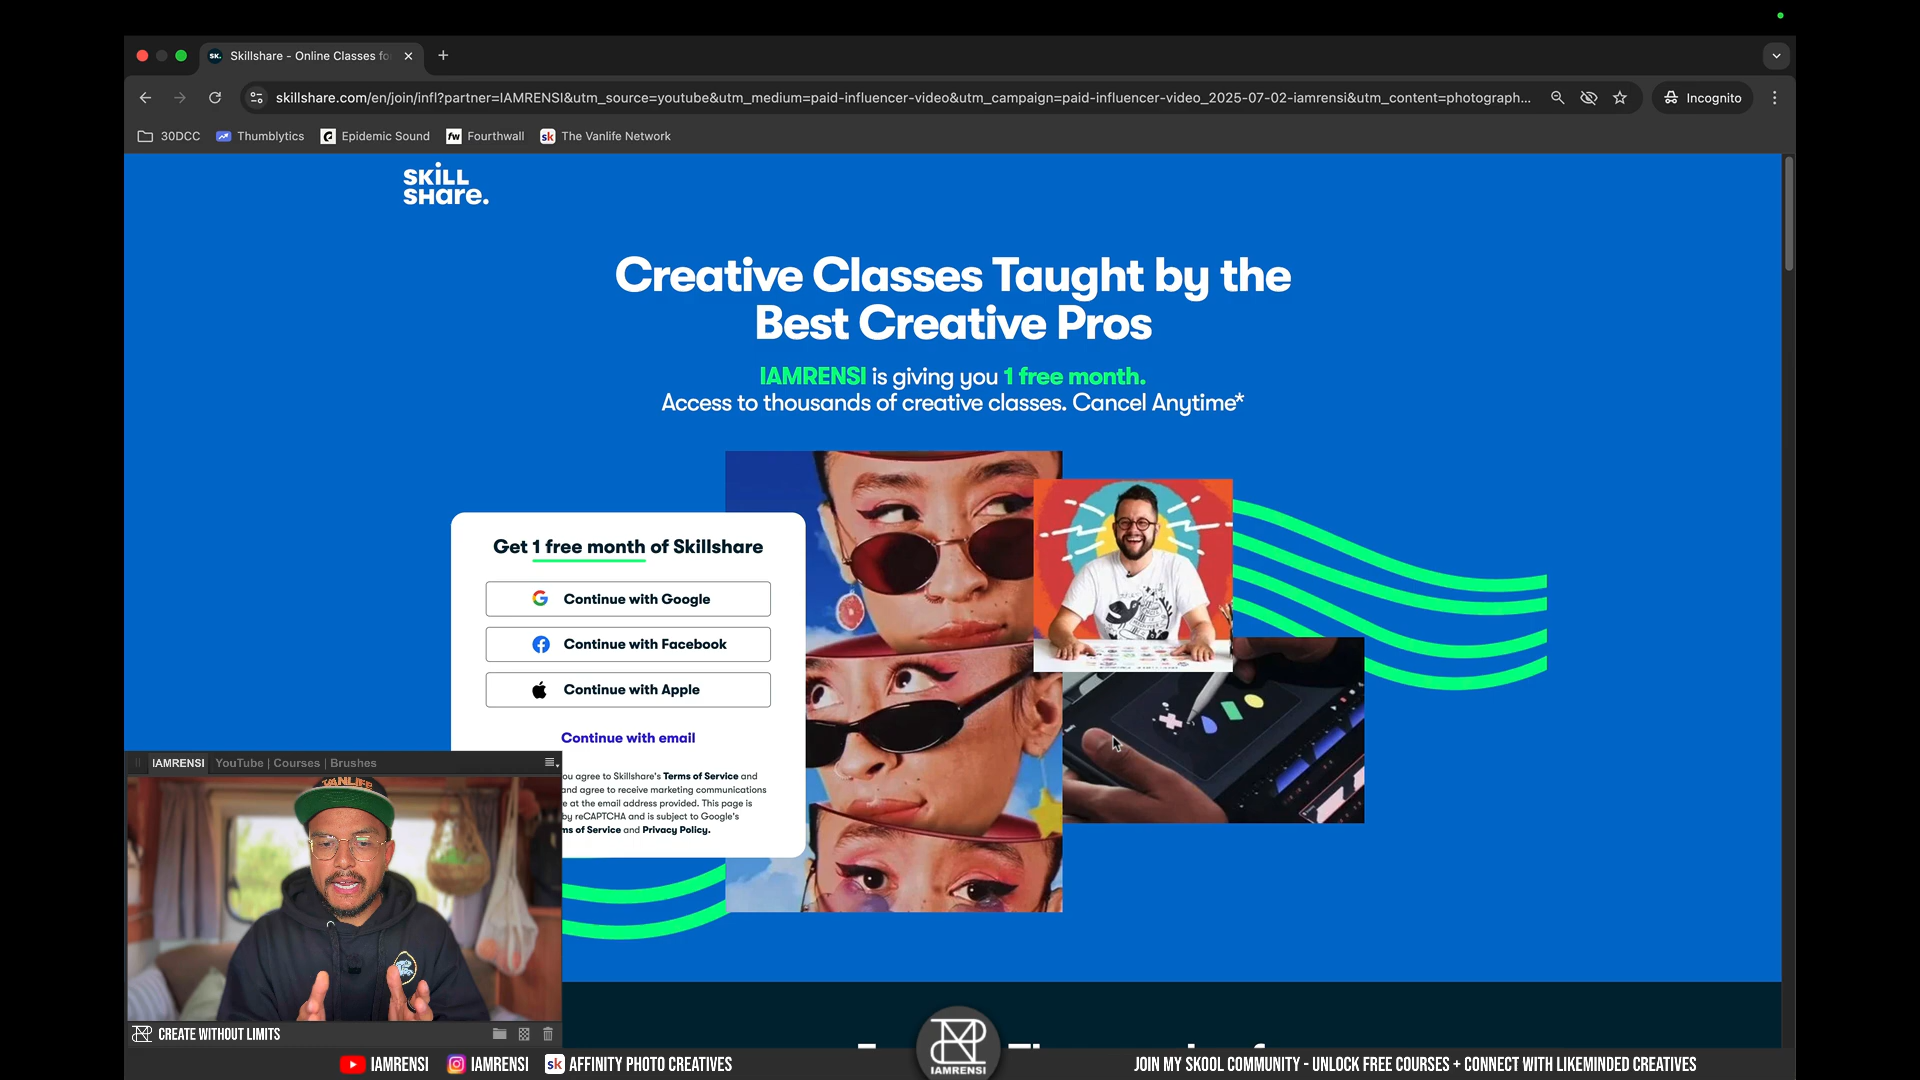 SK.
Skillshare - Online Classes fo
skillshare.com/en/join/infl?partner=IAMRENSI&utm_source=youtube&utm_medium=paid-influencer-video&utm_campaign=paid-influencer-video_2025-07-02-iamrensi&utm_content=photograph...
Incognito
30DCC
Thumblytics
Epidemic Sound
fw Fourthwall
sk The Vanlife Network
SKILL
SHare.
Creative Classes Taught by the
Best Creative Pros
IAMRENSI is giving you 1 free month.
Access to thousands of creative classes. Cancel Anytime*
Get 1 free month of Skillshare
Continue with Google
Continue with Facebook
Continue with Apple
Continue with email
ou agree to Skillshare's Terms of Service and
and agree to receive marketing communications
e at the email address provided. This page is
by reCAPTCHA and is subject to Google's
ms of Service and Privacy Policy.
IAMRENSI YouTube | Courses | Brushes
VANLIFE
CREATE WITHOUT LIMITS
IAMRENSI
IAMRENSI
sk AFFINITY PHOTO CREATIVES
IAMRENSI
JOIN MY SKOOL COMMUNITY - UNLOCK FREE COURSES + CONNECT WITH LIKEMINDED CREATIVES